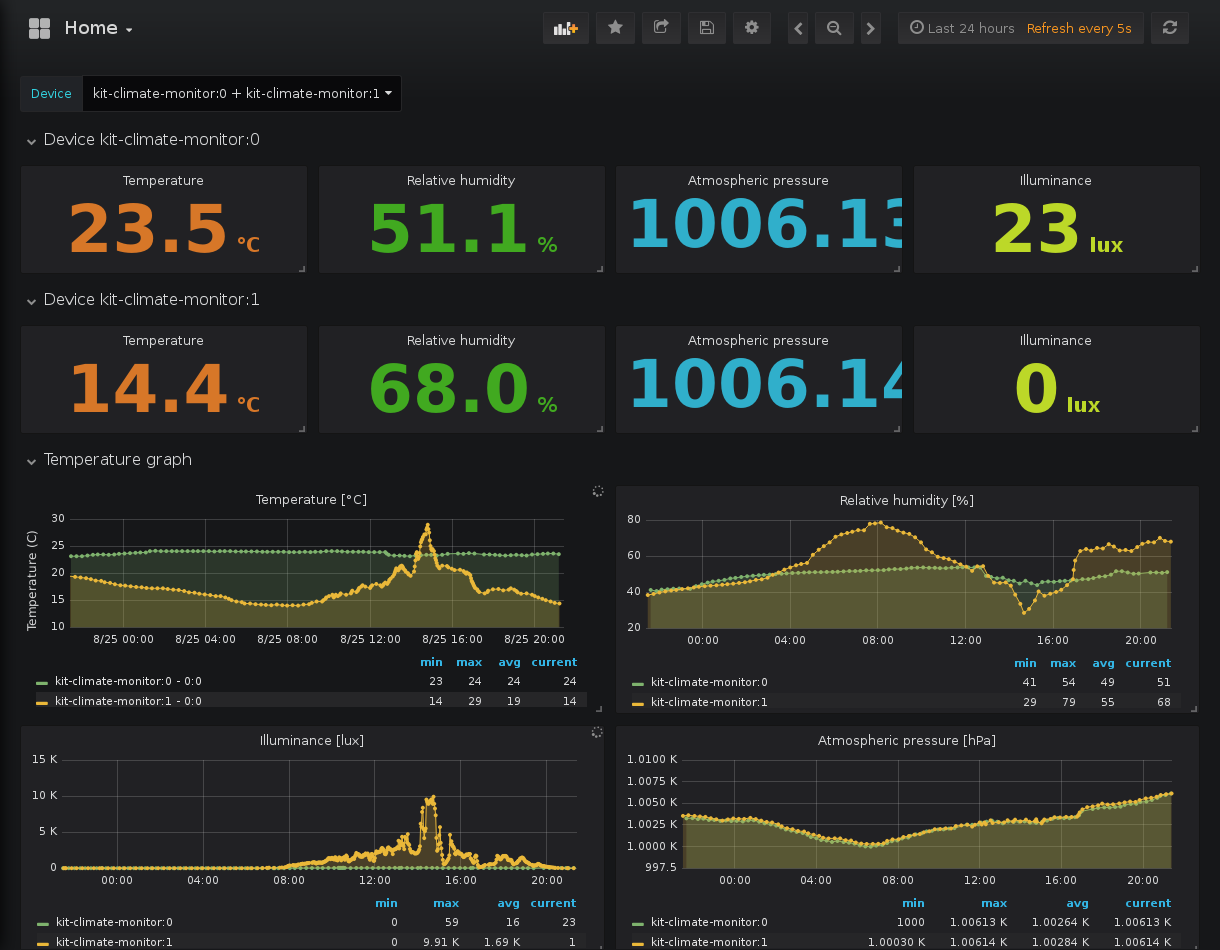 Home
Last 24 hours Refresh every 5s
Device kit-climate-monitor:0 + kit-climate-monitor:1
Device kit-climate-monitor:0
Temperature Relative humidity Atmospheric pressure Illuminance
23.5 °C 51.1 % 1006.13 23 lux
Device kit-climate-monitor:1
Temperature Relative humidity Atmospheric pressure Illuminance
14.4 °C 68.0 % 1006.14 0 lux
Temperature graph
Temperature [°C]
Temperature (C)
30
25
20
15
10
8/25 00:00 8/25 04:00 8/25 08:00 8/25 12:00 8/25 16:00 8/25 20:00
min max avg current
kit-climate-monitor:0 - 0:0 23 24 24 24
kit-climate-monitor:1 - 0:0 14 29 19 14
Relative humidity [%]
80
60
40
20
00:00 04:00 08:00 12:00 16:00 20:00
min max avg current
kit-climate-monitor:0 41 54 49 51
kit-climate-monitor:1 29 79 55 68
Illuminance [lux]
15 K
10 K
5 K
0
00:00 04:00 08:00 12:00 16:00 20:00
min max avg current
kit-climate-monitor:0 0 59 16 23
kit-climate-monitor:1 0 9.91 K 1.69 K 1
Atmospheric pressure [hPa]
1.0100 K
1.0075 K
1.0050 K
1.0025 K
1.0000 K
997.5
00:00 04:00 08:00 12:00 16:00 20:00
min max avg current
kit-climate-monitor:0 1000 1.00613 K 1.00264 K 1.00613 K
kit-climate-monitor:1 1.00030 K 1.00614 K 1.00284 K 1.00614 K